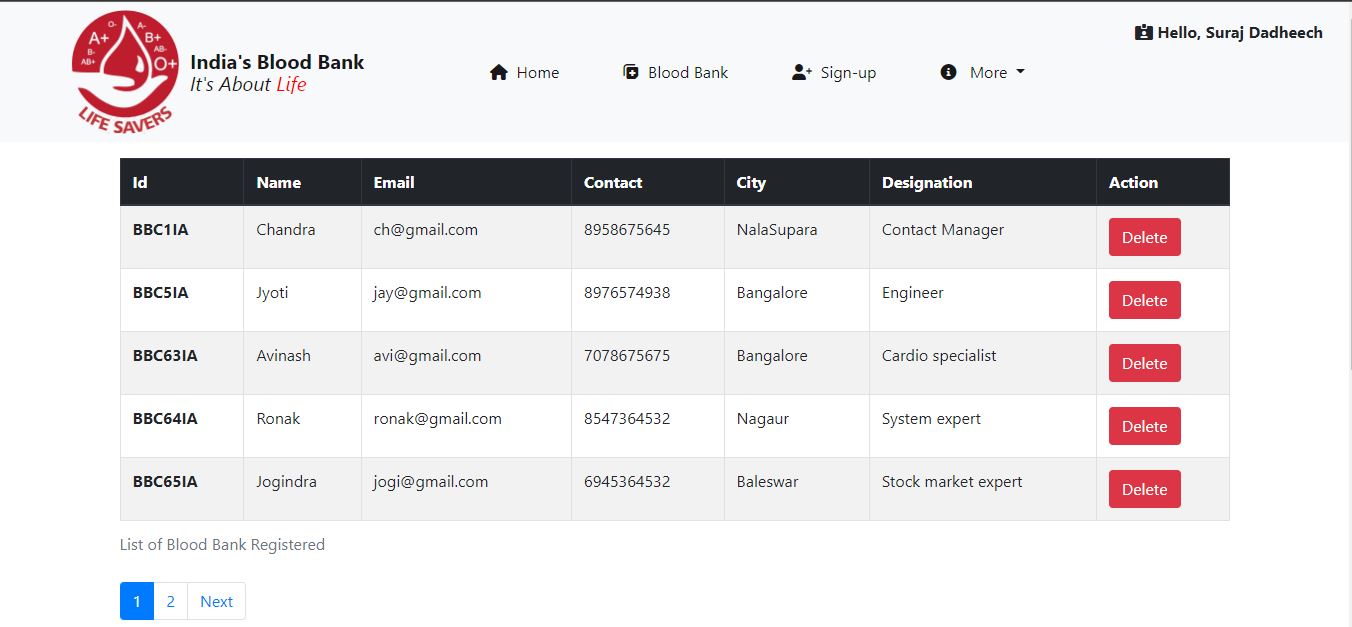 O- A-
A+ B+
B- AB-
AB+ O+
LIFE SAVERS
India's Blood Bank
It's About Life
Home Blood Bank Sign-up More
Hello, Suraj Dadheech
Id Name Email Contact City Designation Action
BBC1IA Chandra ch@gmail.com 8958675645 NalaSupara Contact Manager Delete
BBC5IA Jyoti jay@gmail.com 8976574938 Bangalore Engineer Delete
BBC63IA Avinash avi@gmail.com 7078675675 Bangalore Cardio specialist Delete
BBC64IA Ronak ronak@gmail.com 8547364532 Nagaur System expert Delete
BBC65IA Jogindra jogi@gmail.com 6945364532 Baleswar Stock market expert Delete
List of Blood Bank Registered
1 2 Next